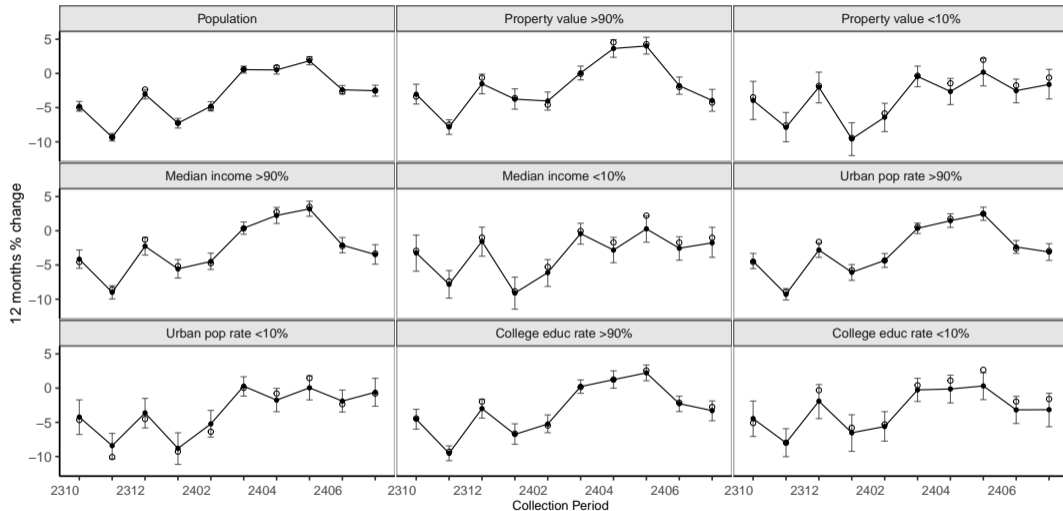 Population
Property value >90%
Property value <10%
5
0
−5
−10
Median income >90%
Median income <10%
Urban pop rate >90%
5
0
−5
−10
12 months % change
Urban pop rate <10%
College educ rate >90%
College educ rate <10%
5
0
−5
−10
2310 2312 2402 2404 2406
2310 2312 2402 2404 2406
2310 2312 2402 2404 2406
Collection Period